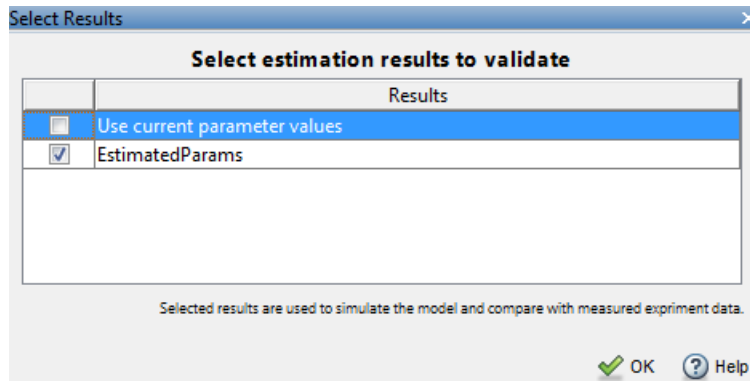 Select Results
Select estimation results to validate
Results
Use current parameter values
EstimatedParams
Selected results are used to simulate the model and compare with measured expriment data.
OK Help